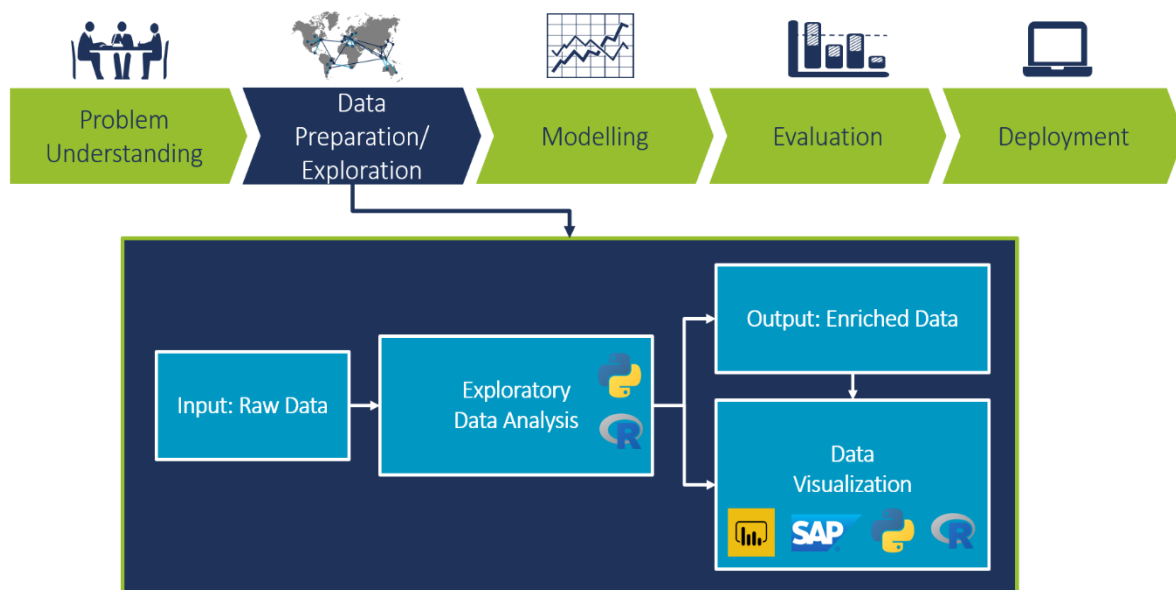 Problem
Understanding
Data
Preparation/
Exploration
Modelling
Evaluation
Deployment
Input: Raw Data
Exploratory
Data Analysis
R
Output: Enriched Data
Data
Visualization
SAP
R